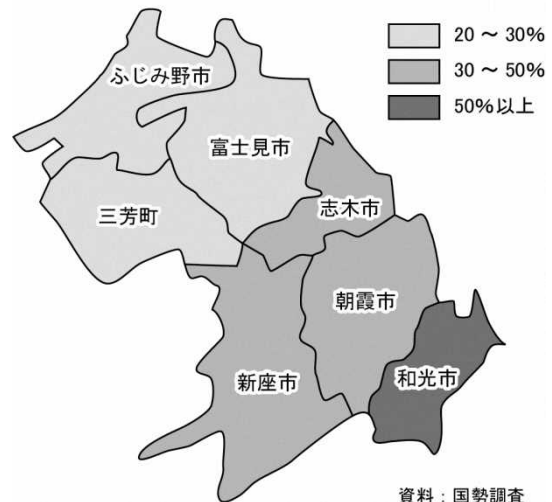 20 ~ 30%
30 ~ 50%
50%以上
ふじみ野市
富士見市
三芳町
志木市
朝霞市
新座市
和光市
資料：国勢調査